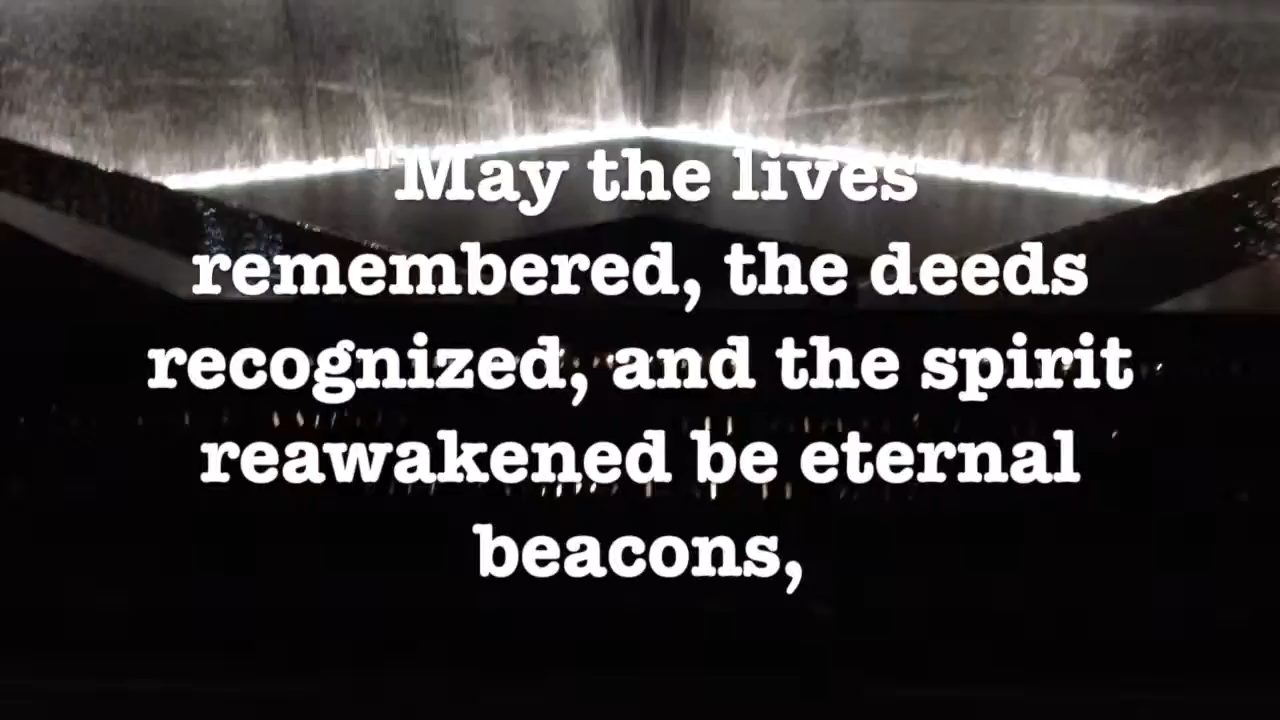 "May the lives
remembered, the deeds
recognized, and the spirit
reawakened be eternal
beacons,